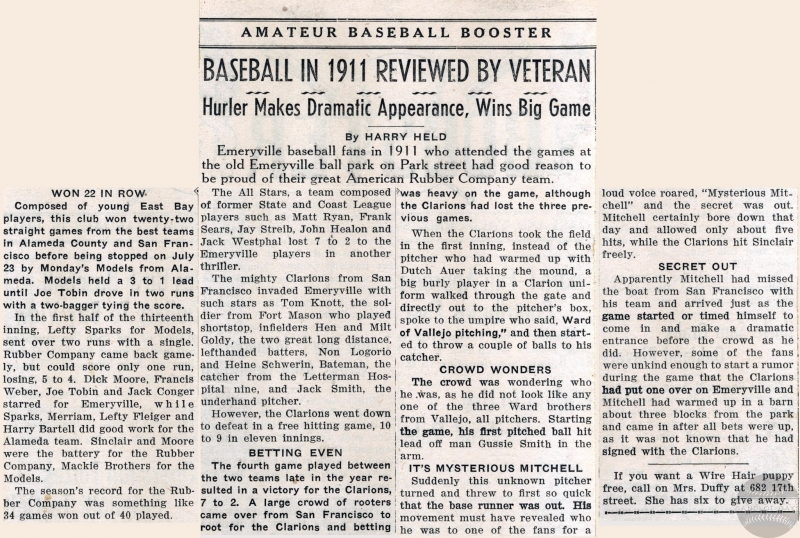 AMATEUR BASEBALL BOOSTER
BASEBALL IN 1911 REVIEWED BY VETERAN
Hurler Makes Dramatic Appearance, Wins Big Game
By HARRY HELD
Emeryville baseball fans in 1911 who attended the games at
the old Emeryville ball park on Park street had good reason to
be proud of their great American Rubber Company team.
WON 22 IN ROW
Composed of young East Bay
players, this club won twenty-two
straight games from the best teams
in Alameda County and San Fran-
cisco before being stopped on July
23 by Monday's Models from Ala-
meda. Models held a 3 to 1 lead
until Joe Tobin drove in two runs
with a two-bagger tying the score.
In the first half of the thirteenth
inning, Lefty Sparks for Models,
sent over two runs with a single.
Rubber Company came back game-
ly, but could score only one run,
losing, 5 to 4. Dick Moore, Francis
Weber, Joe Tobin and Jack Conger
starred for Emeryville, while
Sparks, Merriam, Lefty Fleiger and
Harry Bartell did good work for the
Alameda team. Sinclair and Moore
were the battery for the Rubber
Company, Mackie Brothers for the
Models.
The season's record for the Rub-
ber Company was something like
34 games won out of 40 played.
The All Stars, a team composed
of former State and Coast League
players such as Matt Ryan, Frank
Sears, Jay Streib, John Healon and
Jack Westphal lost 7 to 2 to the
Emeryville players in another
thriller.
The mighty Clarions from San
Francisco invaded Emeryville with
such stars as Tom Knott, the sol-
dier from Fort Mason who played
shortstop, infielders Hen and Milt
Goldy, the two great long distance,
lefthanded batters, Non Logorio
and Heine Schwerin, Bateman, the
catcher from the Letterman Hos-
pital nine, and Jack Smith, the
underhand pitcher.
However, the Clarions went down
to defeat in a free hitting game, 10
to 9 in eleven innings.
BETTING EVEN
The fourth game played between
the two teams late in the year re-
sulted in a victory for the Clarions,
7 to 2. A large crowd of rooters
came over from San Francisco to
root for the Clarions and betting
was heavy on the game, although
the Clarions had lost the three pre-
vious games.
When the Clarions took the field
in the first inning, instead of the
pitcher who had warmed up with
Dutch Auer taking the mound, a
big burly player in a Clarion uni-
form walked through the gate and
directly out to the pitcher's box,
spoke to the umpire who said, Ward
of Vallejo pitching," and then start-
ed to throw a couple of balls to his
catcher.
CROWD WONDERS
The crowd was wondering who
he was, as he did not look like any
one of the three Ward brothers
from Vallejo, all pitchers. Starting
the game, his first pitched ball hit
lead off man Gussie Smith in the
arm.
IT'S MYSTERIOUS MITCHELL
Suddenly this unknown pitcher
turned and threw to first so quick
that the base runner was out. His
movement must have revealed who
he was to one of the fans for a
loud voice roared, "Mysterious Mit-
chell" and the secret was out.
Mitchell certainly bore down that
day and allowed only about five
hits, while the Clarions hit Sinclair
freely.
SECRET OUT
Apparently Mitchell had missed
the boat from San Francisco with
his team and arrived just as the
game started or timed himself to
come in and make a dramatic
entrance before the crowd as he
did. However, some of the fans
were unkind enough to start a rumor
during the game that the Clarions
had put one over on Emeryville and
Mitchell had warmed up in a barn
about three blocks from the park
and came in after all bets were up,
as it was not known that he had
signed with the Clarions.
If you want a Wire Hair puppy
free, call on Mrs. Duffy at 682 17th
street. She has six to give away.